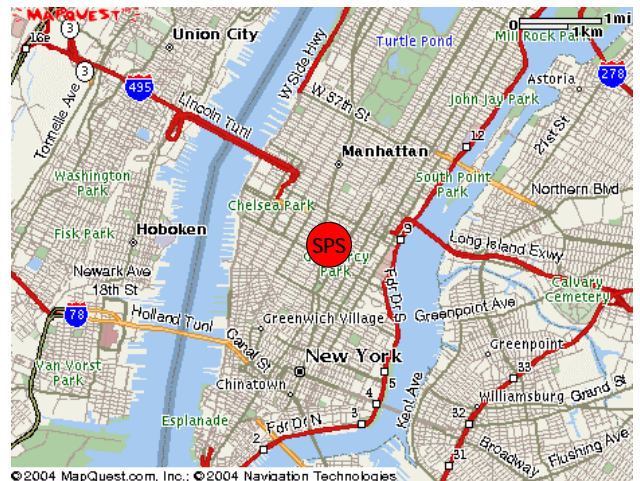 MAPQUEST
0 1mi
1km
16E
3
Union City
Turtle Pond
Mill Rock Park
278
W Side Hwy
3
495
Astoria
Lincoln Tunl
W 57th St
John Jay Park
Tonnelle Ave
21st St
12
Manhattan
Washington Park
South Point Park
Northern Blvd
Chelsea Park
Fisk Park
Hoboken
SPS
9
Long Island Exwy
Park
Newark Ave
18th St
Calvary Cemetery
Fdr Dr S
Greenpoint Ave
78
Holland Tunl
Greenwich Village
Canal St
Greenpoint
Van Vorst Park
New York
33
5
Chinatown
Kent Ave
Williamsburg
Grand St
4
Esplanade
Fdr Dr N
3
32
2
Broadway
Flushing Ave
31
©2004 MapQuest.com, Inc.; ©2004 Navigation Technologies